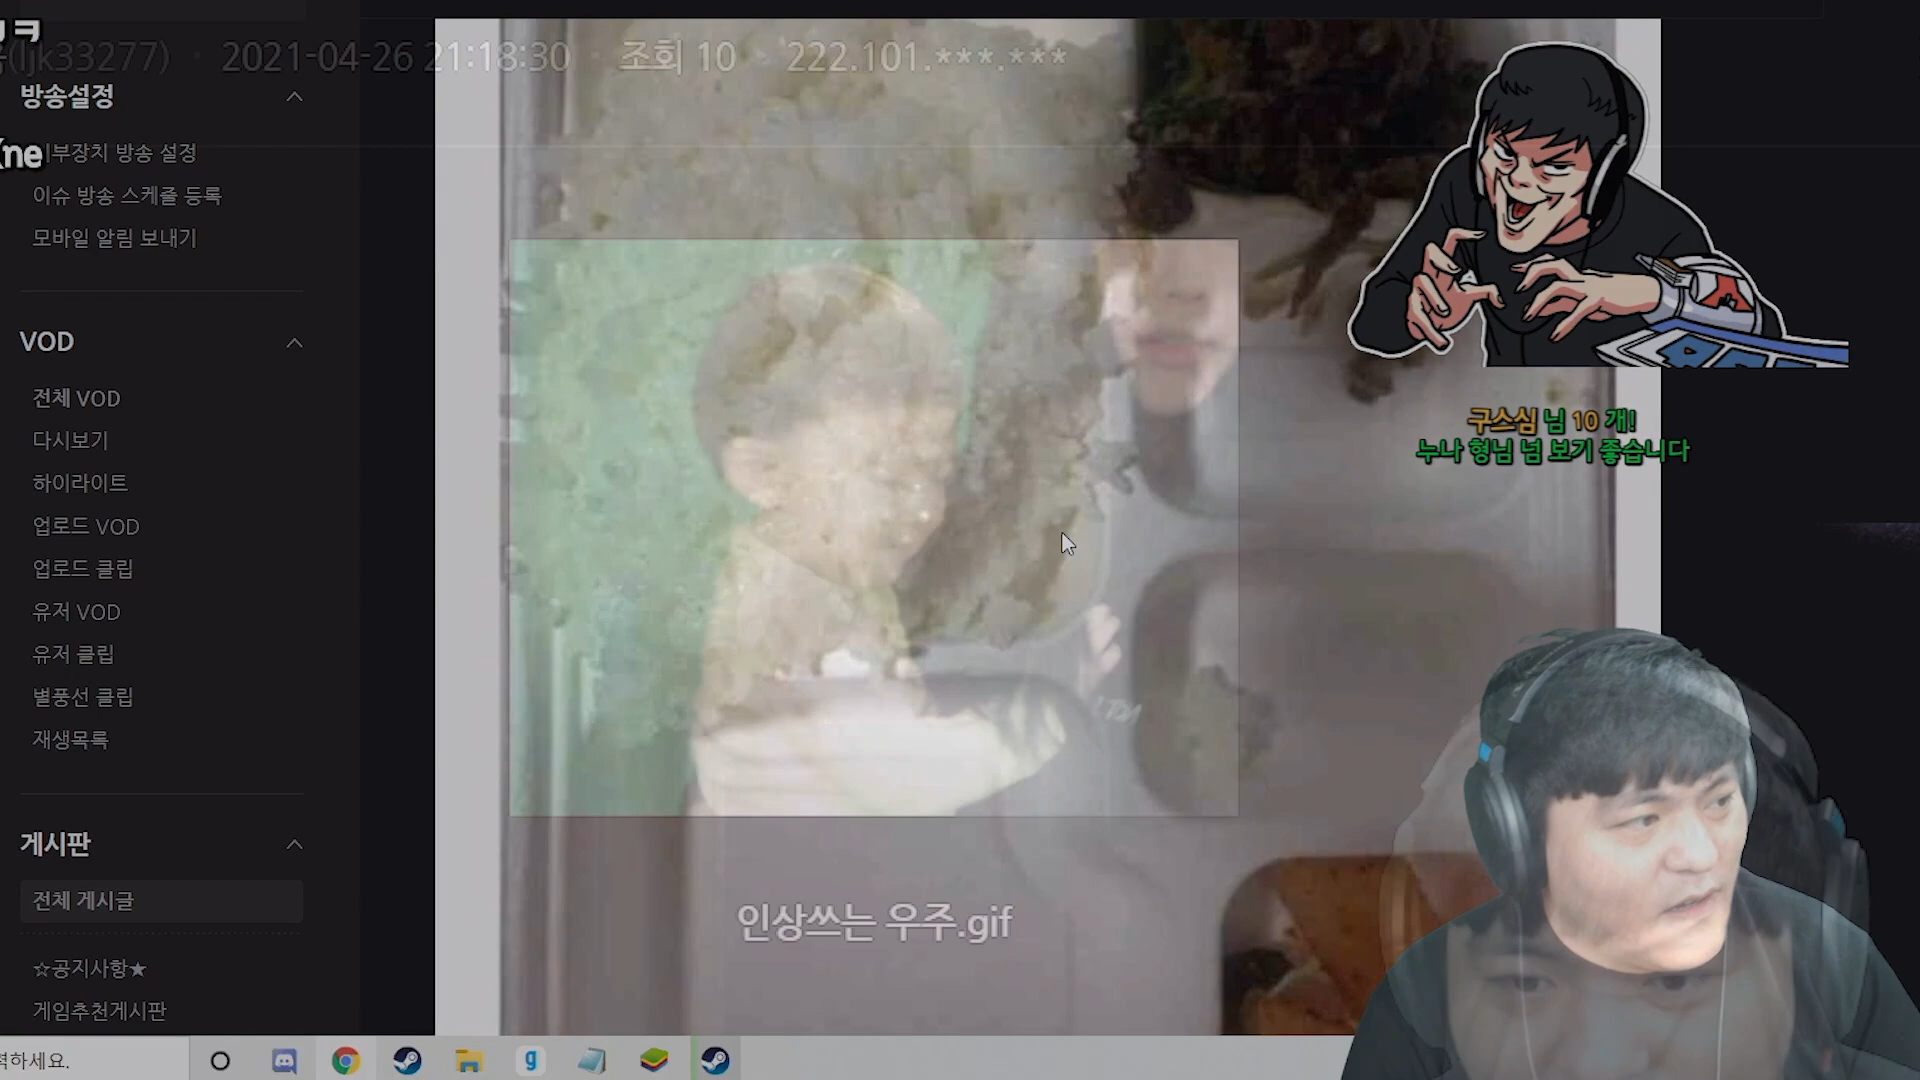 (ljk33277) · 2021-04-26 21:18:30 · 조회 10 222.101.***.***
방송설정
방송 설정
이슈 방송 스케줄 등록
모바일 알림 보내기
VOD
전체 VOD
다시보기
하이라이트
업로드 VOD
업로드 클립
유저 VOD
유저 클립
별풍선 클립
재생목록
게시판
전체 게시글
☆공지사항★
게임추천게시판
구스심 님 10 개!
누나 형님 넘 보기 좋습니다
인상쓰는 우주.gif
하세요.